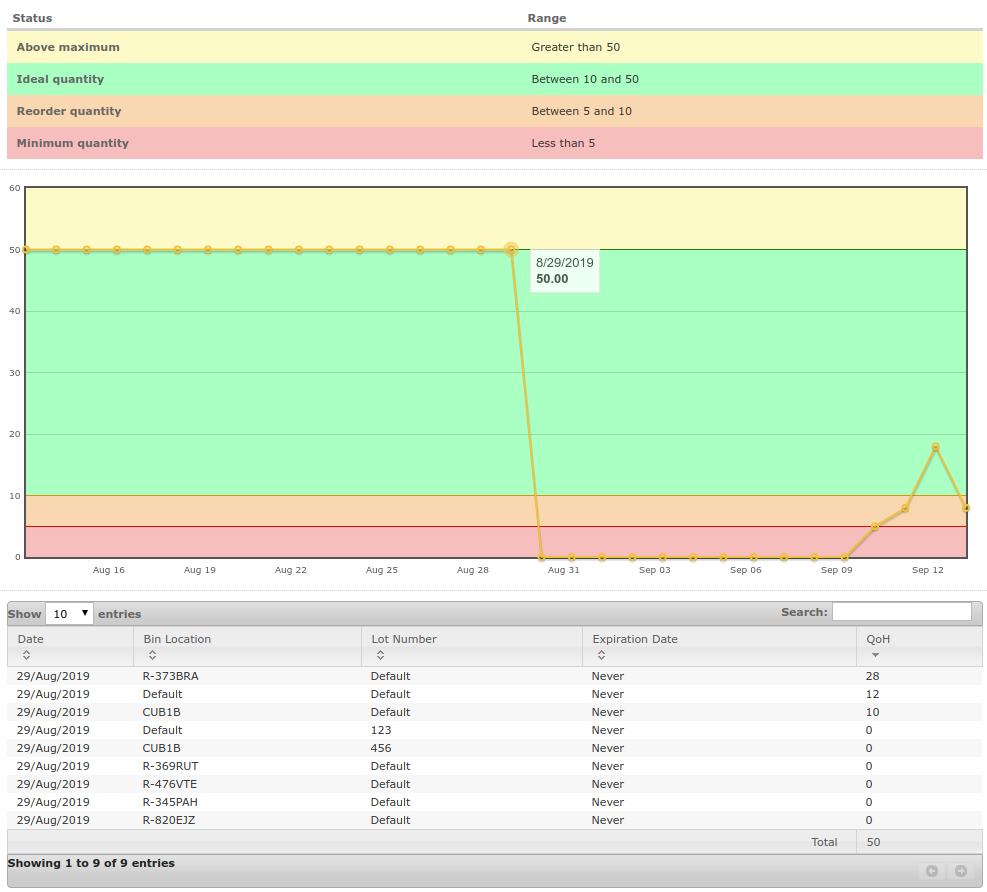 Status Range
Above maximum Greater than 50
Ideal quantity Between 10 and 50
Reorder quantity Between 5 and 10
Minimum quantity Less than 5
60
50
8/29/2019
50.00
40
30
20
10
0
Aug 16 Aug 19 Aug 22 Aug 25 Aug 28 Aug 31 Sep 03 Sep 06 Sep 09 Sep 12
Show 10 entries Search:
Date Bin Location Lot Number Expiration Date QoH
29/Aug/2019 R-373BRA Default Never 28
29/Aug/2019 Default Default Never 12
29/Aug/2019 CUB1B Default Never 10
29/Aug/2019 Default 123 Never 0
29/Aug/2019 CUB1B 456 Never 0
29/Aug/2019 R-369RUT Default Never 0
29/Aug/2019 R-476VTE Default Never 0
29/Aug/2019 R-345PAH Default Never 0
29/Aug/2019 R-820EJZ Default Never 0
Total 50
Showing 1 to 9 of 9 entries